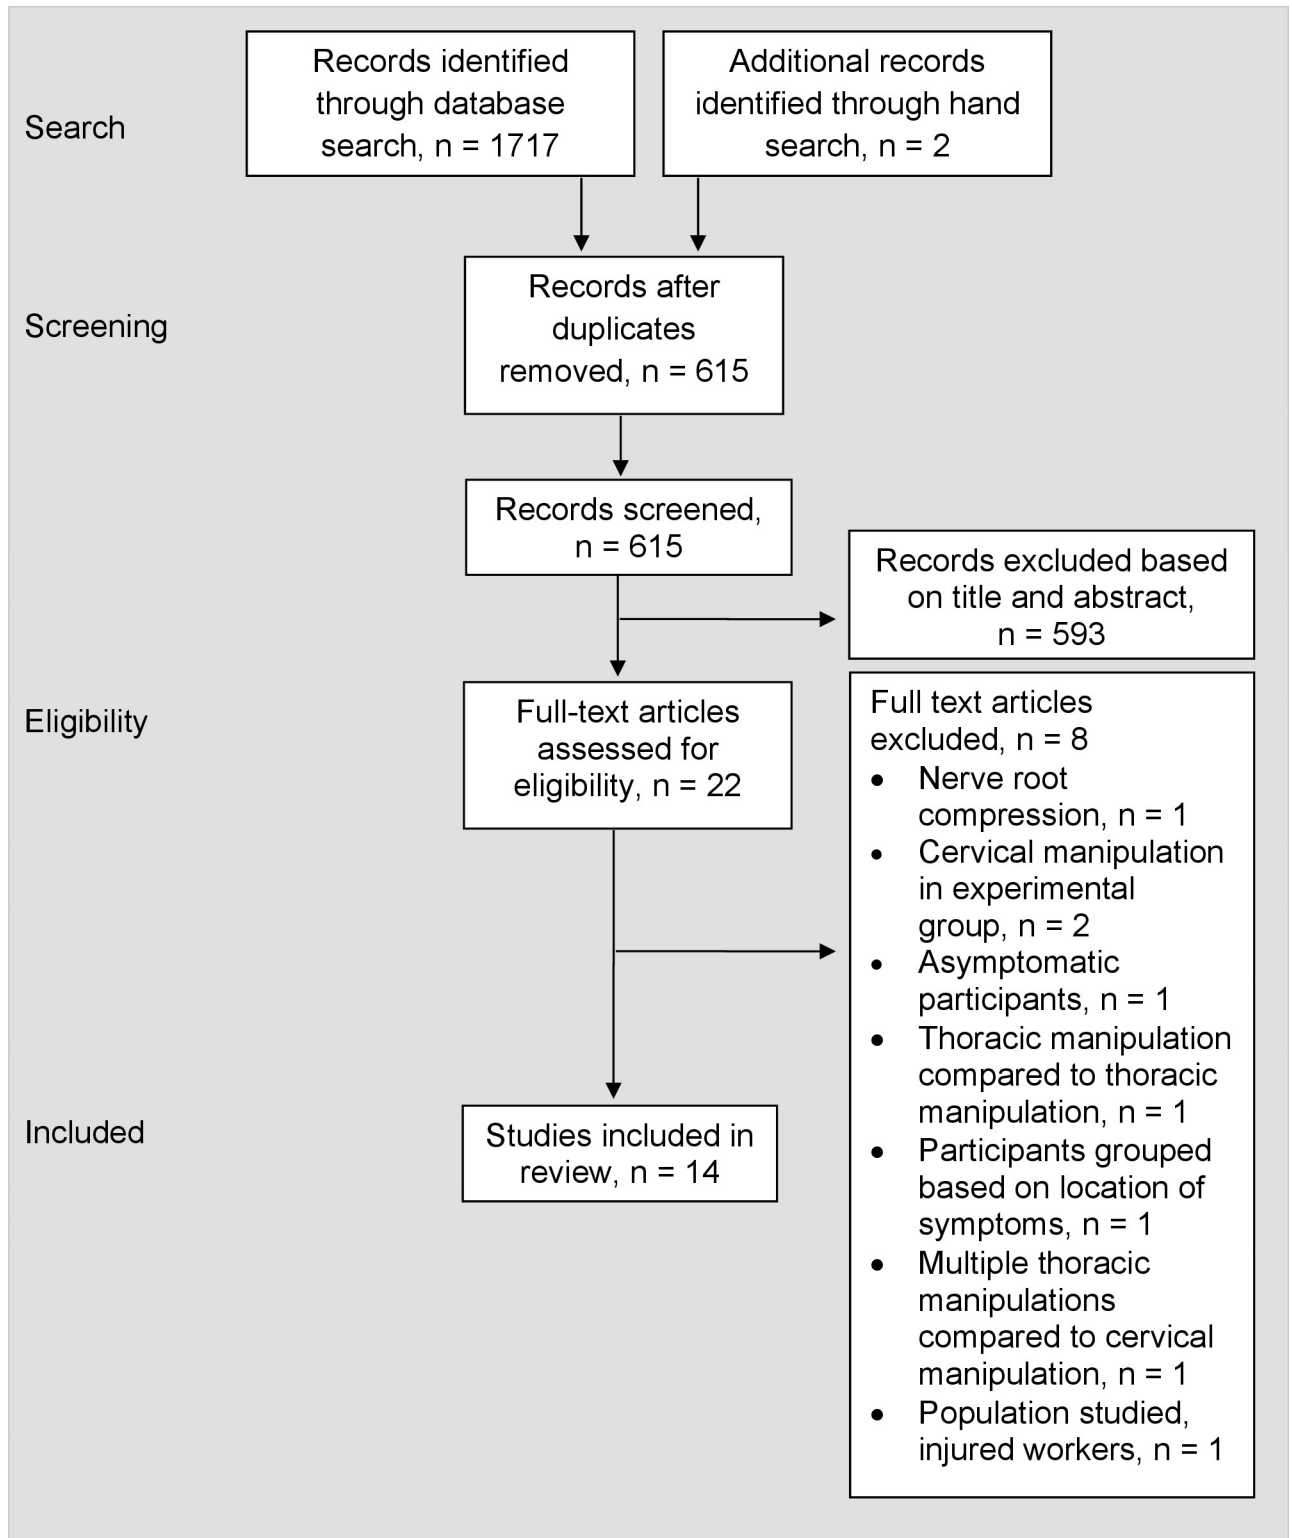 Search
Records identified
through database
search, n = 1717
Additional records
identified through hand
search, n = 2
Screening
Records after
duplicates
removed, n = 615
Records screened,
n = 615
Records excluded based
on title and abstract,
n = 593
Eligibility
Full-text articles
assessed for
eligibility, n = 22
Full text articles
excluded, n = 8
• Nerve root
compression, n = 1
• Cervical manipulation
in experimental
group, n = 2
• Asymptomatic
participants, n = 1
• Thoracic manipulation
compared to thoracic
manipulation, n = 1
• Participants grouped
based on location of
symptoms, n = 1
• Multiple thoracic
manipulations
compared to cervical
manipulation, n = 1
• Population studied,
injured workers, n = 1
Included
Studies included in
review, n = 14